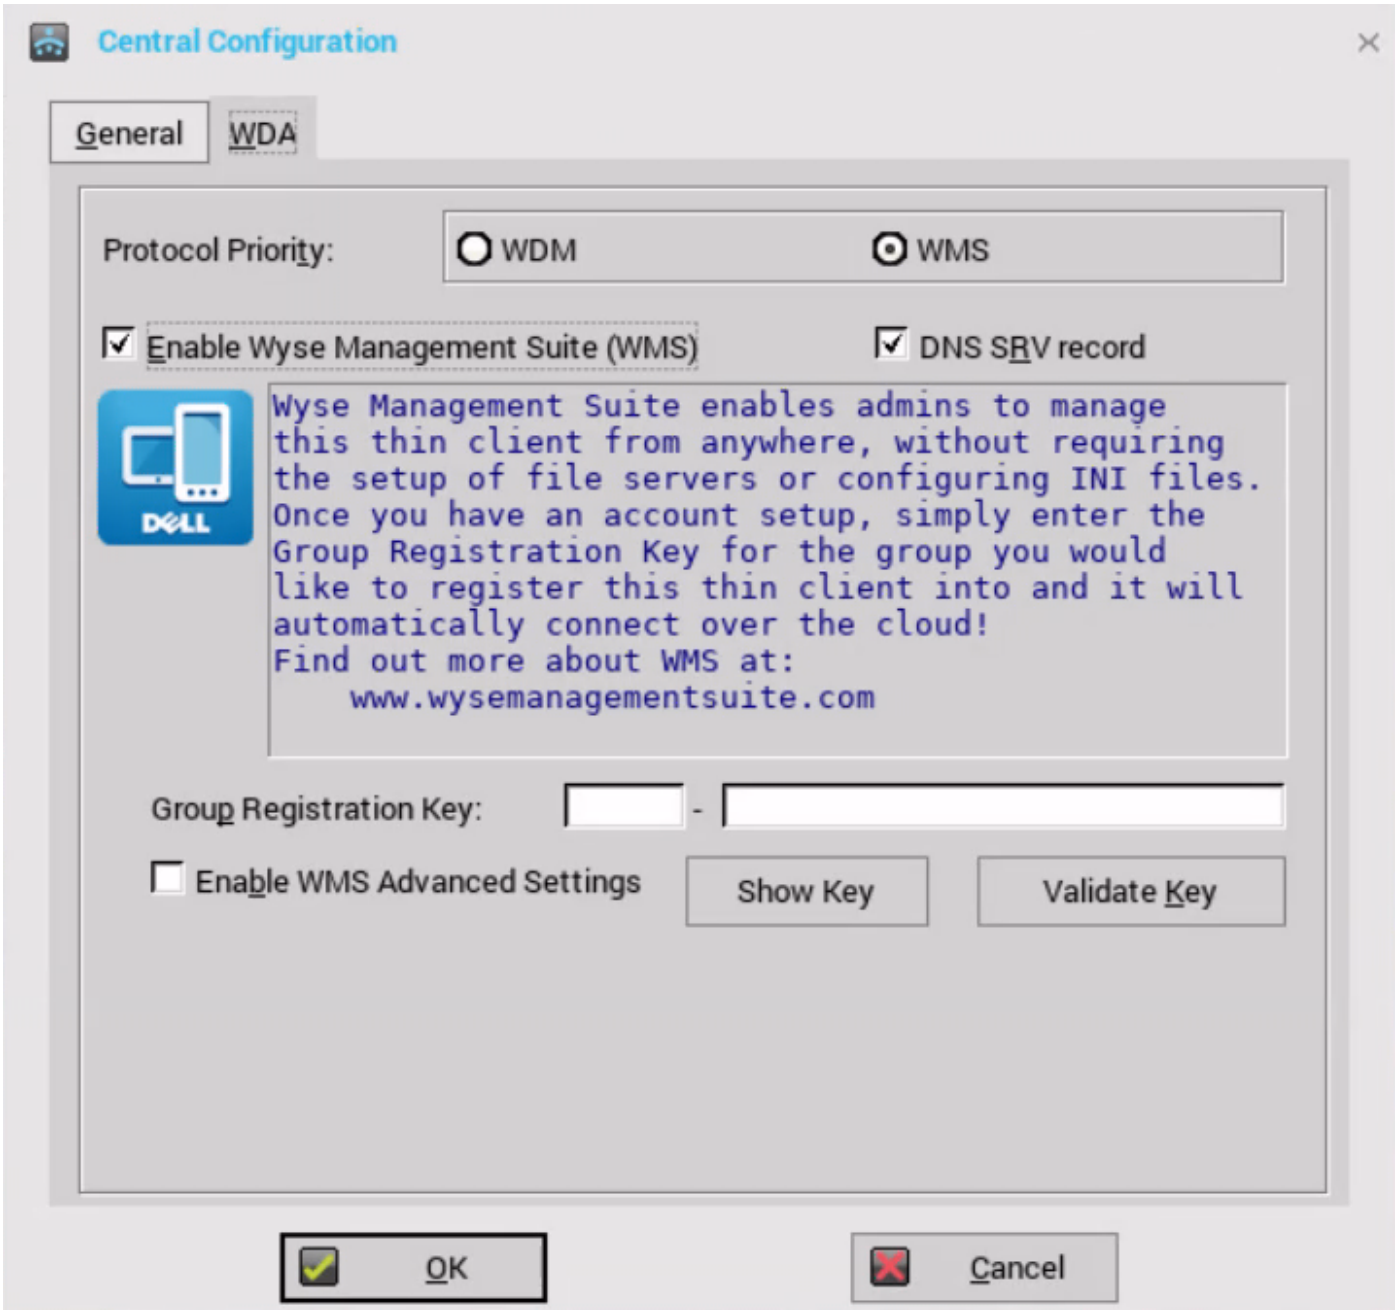 Central Configuration
General WDA
Protocol Priority: WDM WMS
Enable Wyse Management Suite (WMS) DNS SRV record
Wyse Management Suite enables admins to manage
this thin client from anywhere, without requiring
the setup of file servers or configuring INI files.
Once you have an account setup, simply enter the
Group Registration Key for the group you would
like to register this thin client into and it will
automatically connect over the cloud!
Find out more about WMS at:
www.wysemanagementsuite.com
DELL
Group Registration Key: -
Enable WMS Advanced Settings Show Key Validate Key
OK Cancel